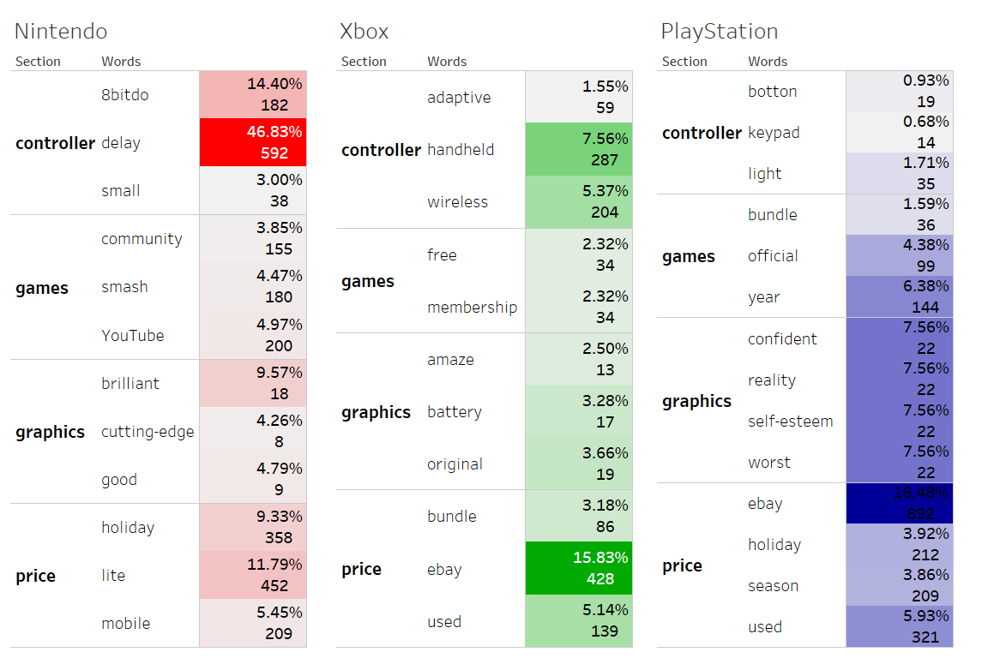 Nintendo
Section Words
controller
8bitdo 14.40% 182
delay 46.83% 592
small 3.00% 38
games
community 3.85% 155
smash 4.47% 180
YouTube 4.97% 200
graphics
brilliant 9.57% 18
cutting-edge 4.26% 8
good 4.79% 9
price
holiday 9.33% 358
lite 11.79% 452
mobile 5.45% 209
Xbox
Section Words
controller
adaptive 1.55% 59
handheld 7.56% 287
wireless 5.37% 204
games
free 2.32% 34
membership 2.32% 34
graphics
amaze 2.50% 13
battery 3.28% 17
original 3.66% 19
price
bundle 3.18% 86
ebay 15.83% 428
used 5.14% 139
PlayStation
Section Words
controller
botton 0.93% 19
keypad 0.68% 14
light 1.71% 35
games
bundle 1.59% 36
official 4.38% 99
year 6.38% 144
graphics
confident 7.56% 22
reality 7.56% 22
self-esteem 7.56% 22
worst 7.56% 22
price
ebay 16.48% 892
holiday 3.92% 212
season 3.86% 209
used 5.93% 321